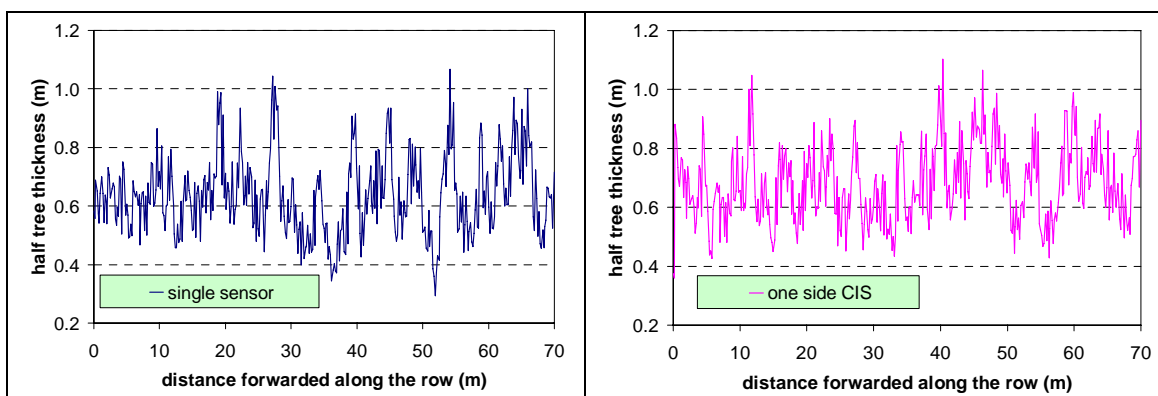 1.2
1.0
0.8
0.6
0.4
0.2
half tree thickness (m)
single sensor
0 10 20 30 40 50 60 70
distance forwarded along the row (m)
1.2
1.0
0.8
0.6
0.4
0.2
half tree thickness (m)
one side CIS
0 10 20 30 40 50 60 70
distance forwarded along the row (m)